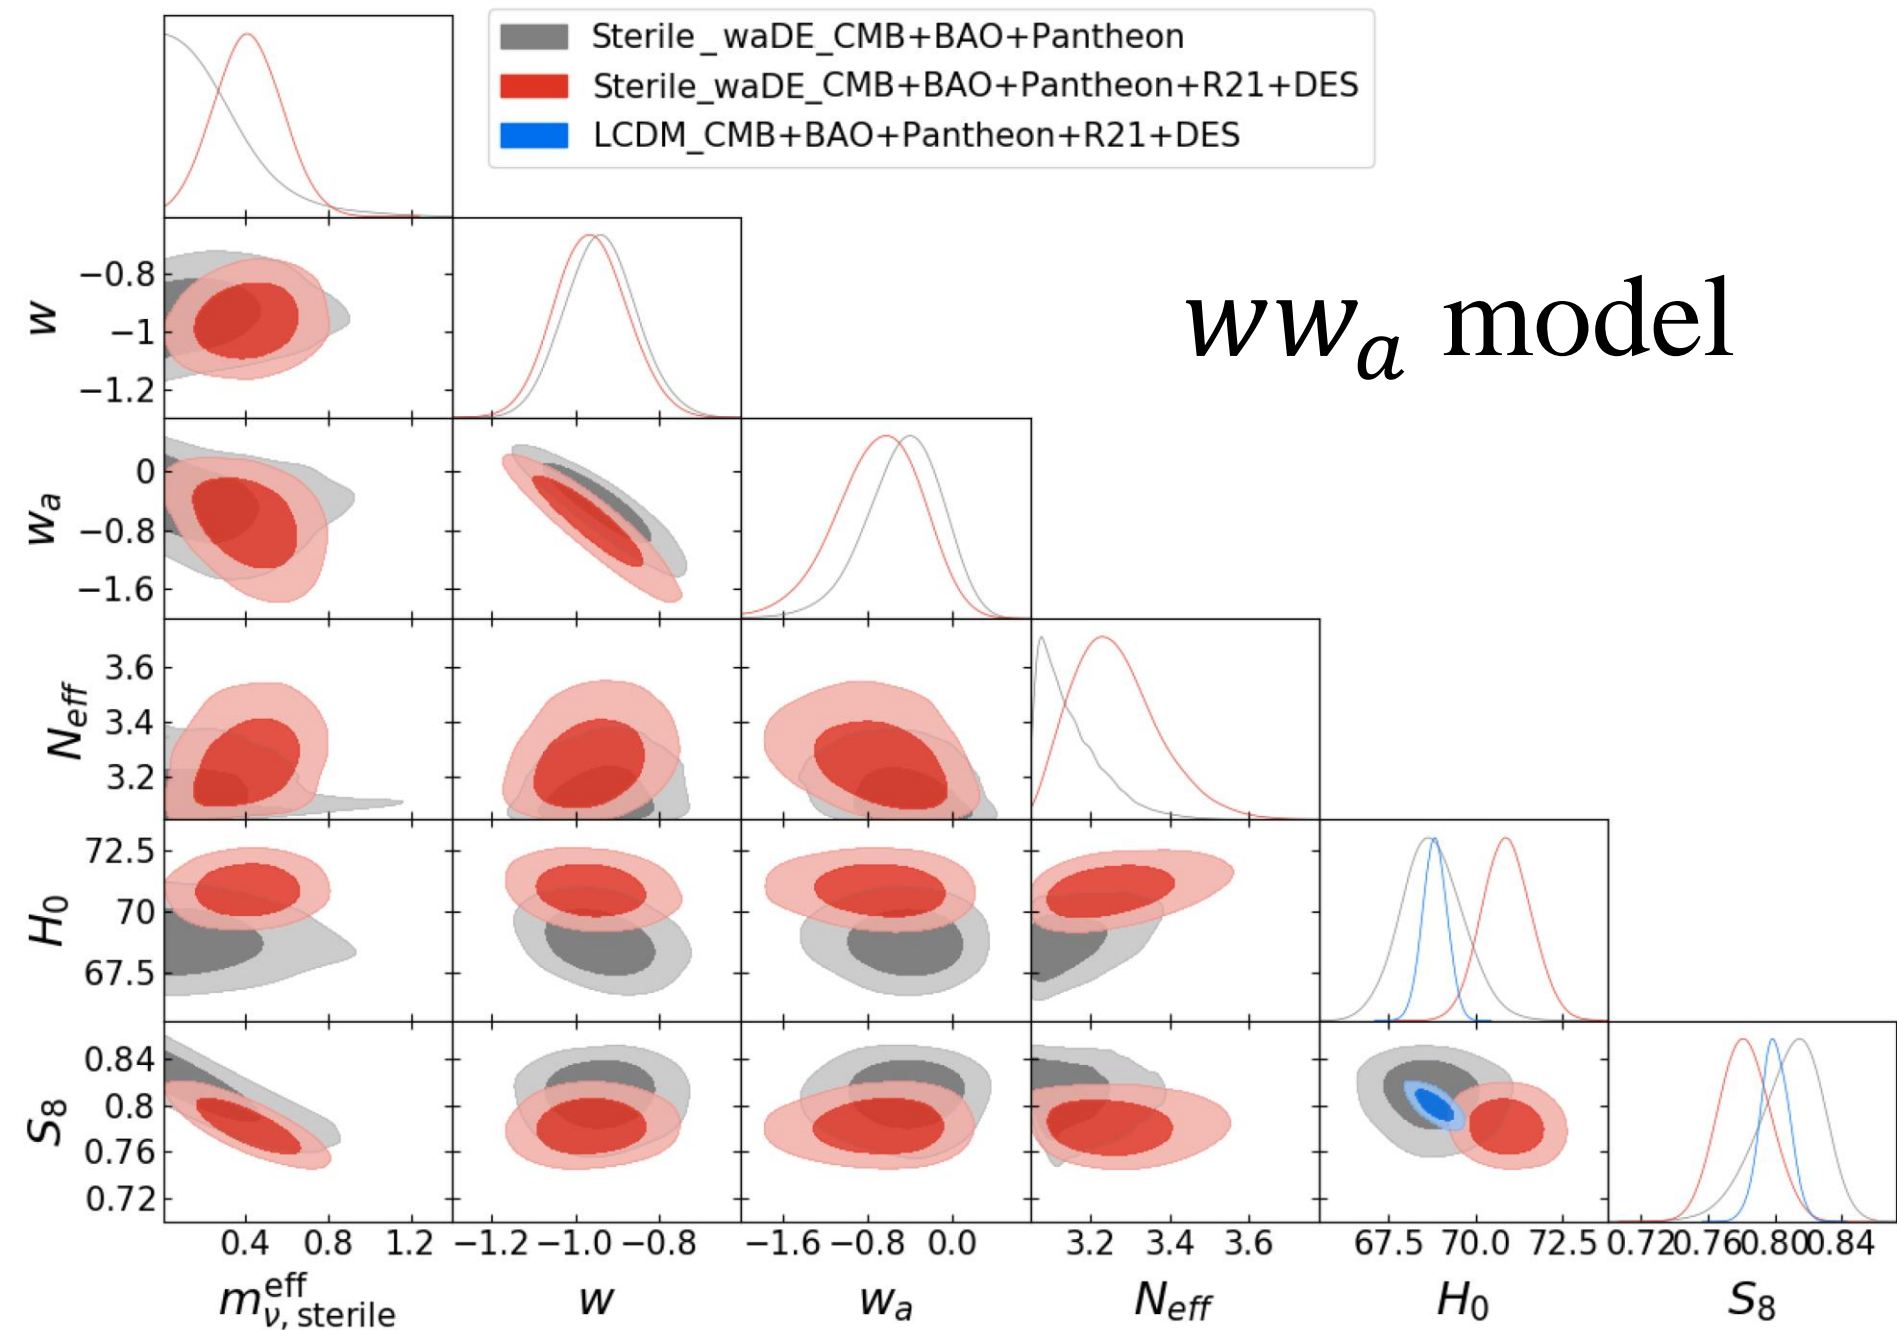 Sterile_waDE_CMB+BAO+Pantheon
Sterile_waDE_CMB+BAO+Pantheon+R21+DES
LCDM_CMB+BAO+Pantheon+R21+DES
ww_a model
−0.8
−1
−1.2
w
0
−0.8
−1.6
w_a
3.6
3.4
3.2
N_eff
72.5
70
67.5
H_0
0.84
0.8
0.76
0.72
S_8
0.4 0.8 1.2 −1.2 −1.0 −0.8 −1.6 −0.8 0.0 3.2 3.4 3.6 67.5 70.0 72.5 0.72 0.76 0.80 0.84
m^eff_ν, sterile w w_a N_eff H_0 S_8